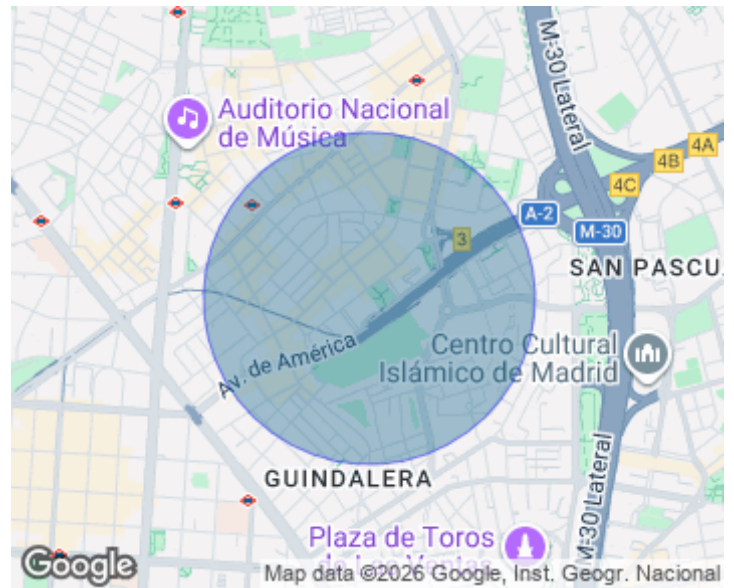 M-30 Lateral
Auditorio Nacional
de Música
4A
4B
4C
A-2
3
M-30
SAN PASCU
Av. de América
Centro Cultural
Islámico de Madrid
GUINDALERA
M-30 Lateral
Plaza de Toros
Google
Map data ©2026 Google, Inst. Geogr. Nacional